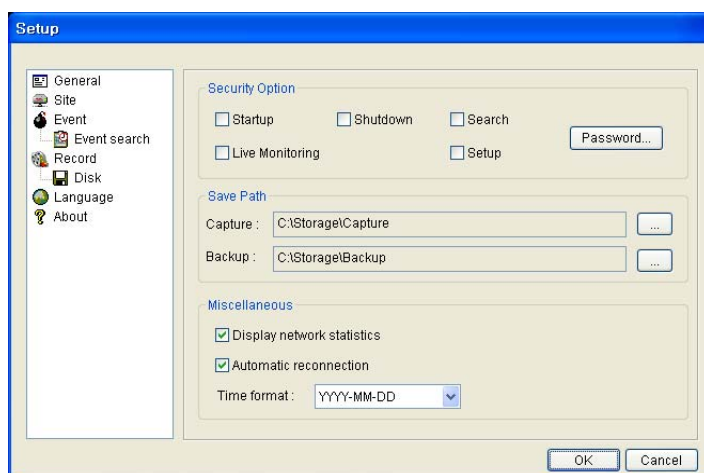 Setup
General
Site
Event
Event search
Record
Disk
Language
About
Security Option
Startup
Shutdown
Search
Live Monitoring
Setup
Password...
Save Path
Capture :
C:\Storage\Capture
...
Backup :
C:\Storage\Backup
...
Miscellaneous
Display network statistics
Automatic reconnection
Time format :
YYYY-MM-DD
OK
Cancel